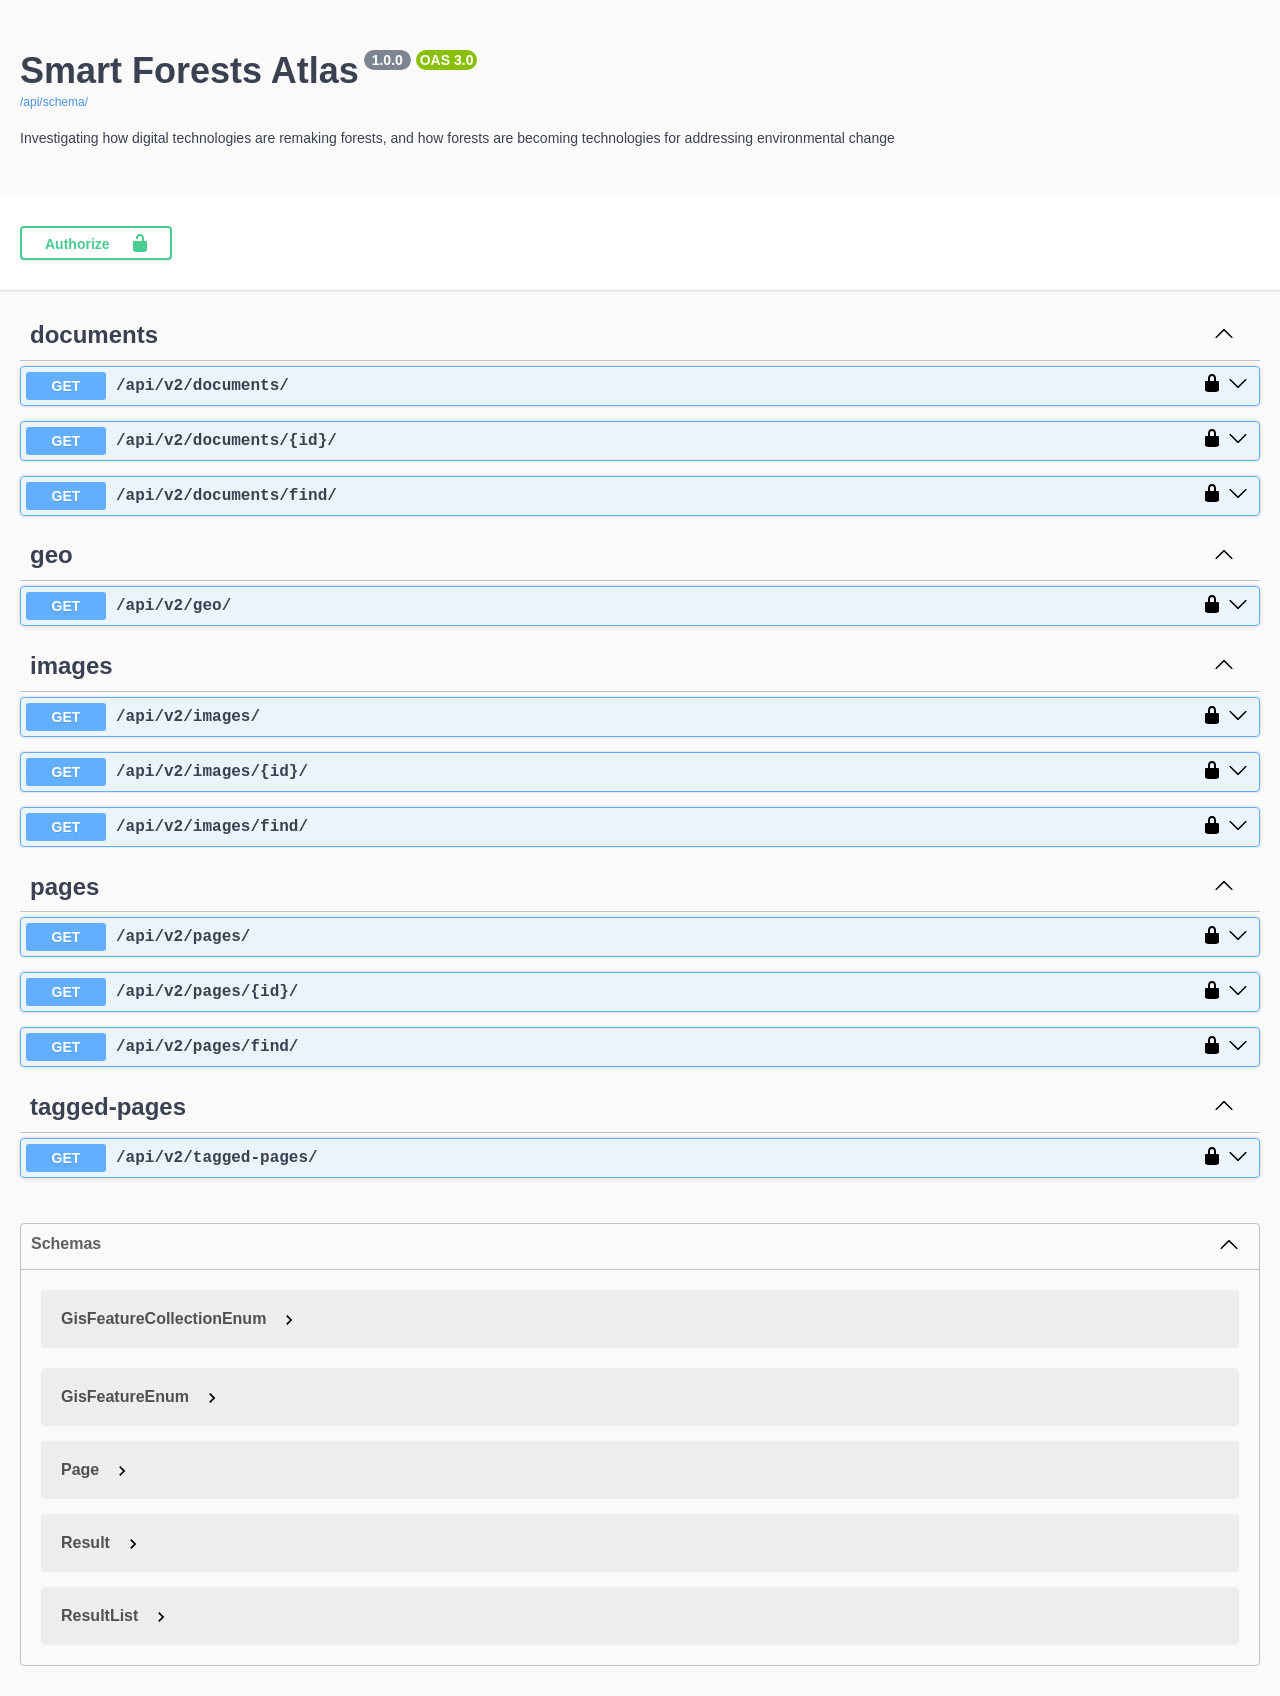 Smart Forests Atlas 1.0.0 OAS 3.0
/api/schema/
Investigating how digital technologies are remaking forests, and how forests are becoming technologies for addressing environmental change
Authorize
documents
GET /api/v2/documents/
GET /api/v2/documents/{id}/
GET /api/v2/documents/find/
geo
GET /api/v2/geo/
images
GET /api/v2/images/
GET /api/v2/images/{id}/
GET /api/v2/images/find/
pages
GET /api/v2/pages/
GET /api/v2/pages/{id}/
GET /api/v2/pages/find/
tagged-pages
GET /api/v2/tagged-pages/
Schemas
GisFeatureCollectionEnum
GisFeatureEnum
Page
Result
ResultList